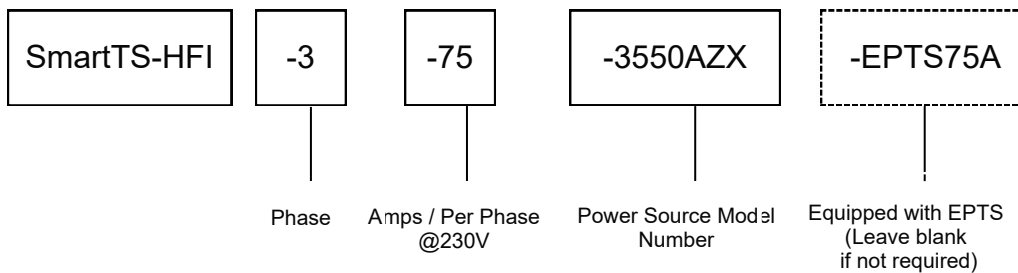 SmartTS-HFI -3 -75 -3550AZX -EPTS75A
Phase Amps / Per Phase Power Source Model Equipped with EPTS
@230V Number (Leave blank
if not required)